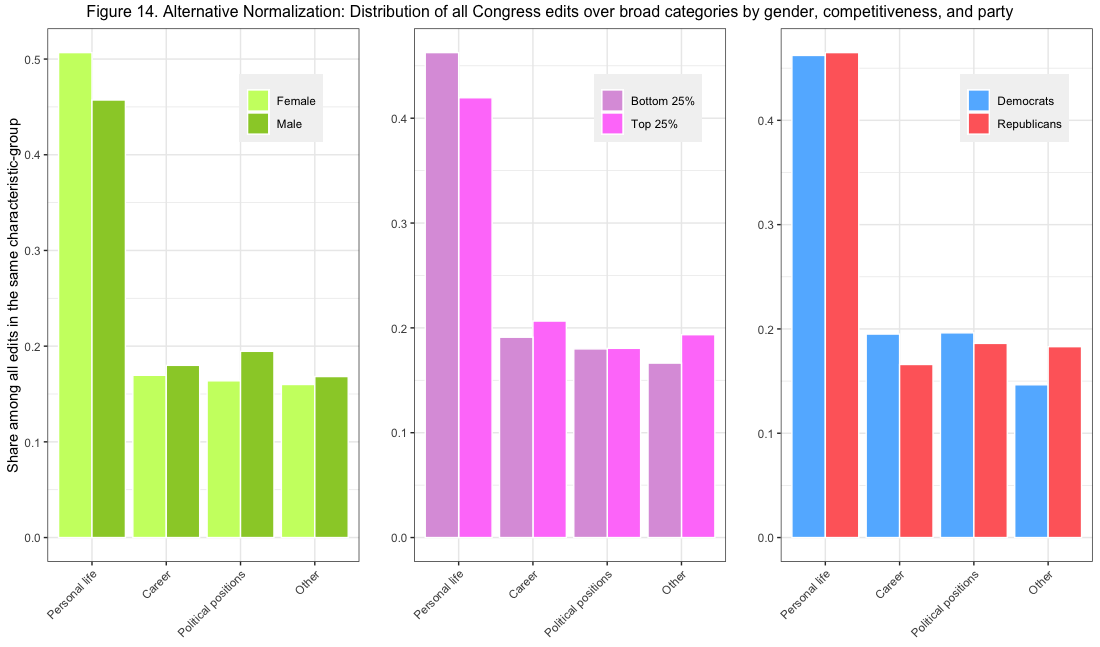 Figure 14. Alternative Normalization: Distribution of all Congress edits over broad categories by gender, competitiveness, and party
Share among all edits in the same characteristic-group
0.5
0.4
0.3
0.2
0.1
0.0
Female
Male
Personal life
Career
Political positions
Other
0.4
0.3
0.2
0.1
0.0
Bottom 25%
Top 25%
Personal life
Career
Political positions
Other
0.4
0.3
0.2
0.1
0.0
Democrats
Republicans
Personal life
Career
Political positions
Other